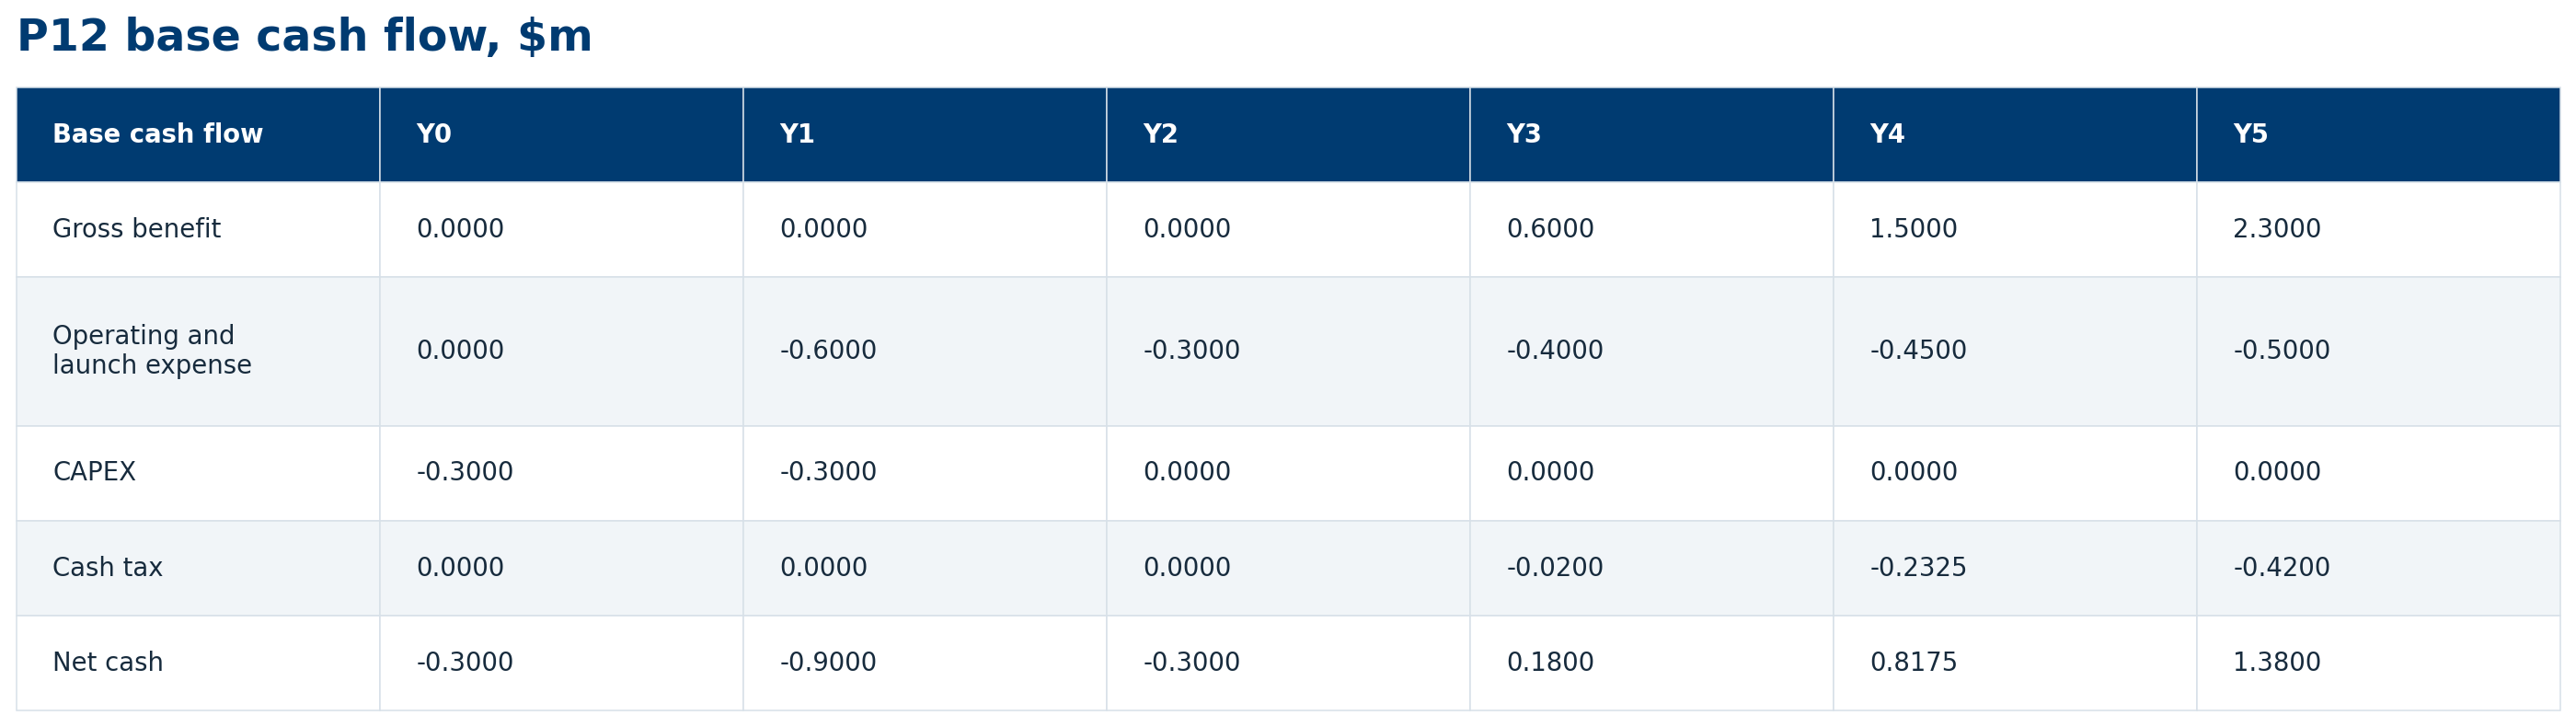 P12 base cash flow, $m
Base cash flow Y0 Y1 Y2 Y3 Y4 Y5
Gross benefit 0.0000 0.0000 0.0000 0.6000 1.5000 2.3000
Operating and
launch expense 0.0000 -0.6000 -0.3000 -0.4000 -0.4500 -0.5000
CAPEX -0.3000 -0.3000 0.0000 0.0000 0.0000 0.0000
Cash tax 0.0000 0.0000 0.0000 -0.0200 -0.2325 -0.4200
Net cash -0.3000 -0.9000 -0.3000 0.1800 0.8175 1.3800